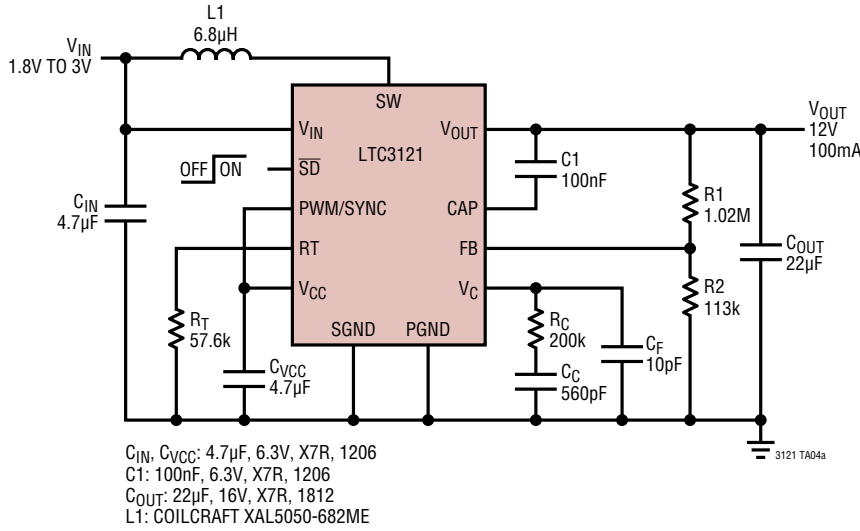 L1
6.8µH
VIN
1.8V TO 3V
SW
VIN
VOUT
LTC3121
OFF ON
SD
PWM/SYNC
CAP
RT
FB
VCC
VC
SGND
PGND
CIN
4.7µF
RT
57.6k
CVCC
4.7µF
C1
100nF
RC
200k
CC
560pF
CF
10pF
R1
1.02M
R2
113k
COUT
22µF
VOUT
12V
100mA
3121 TA04a
CIN, CVCC: 4.7µF, 6.3V, X7R, 1206
C1: 100nF, 6.3V, X7R, 1206
COUT: 22µF, 16V, X7R, 1812
L1: COILCRAFT XAL5050-682ME